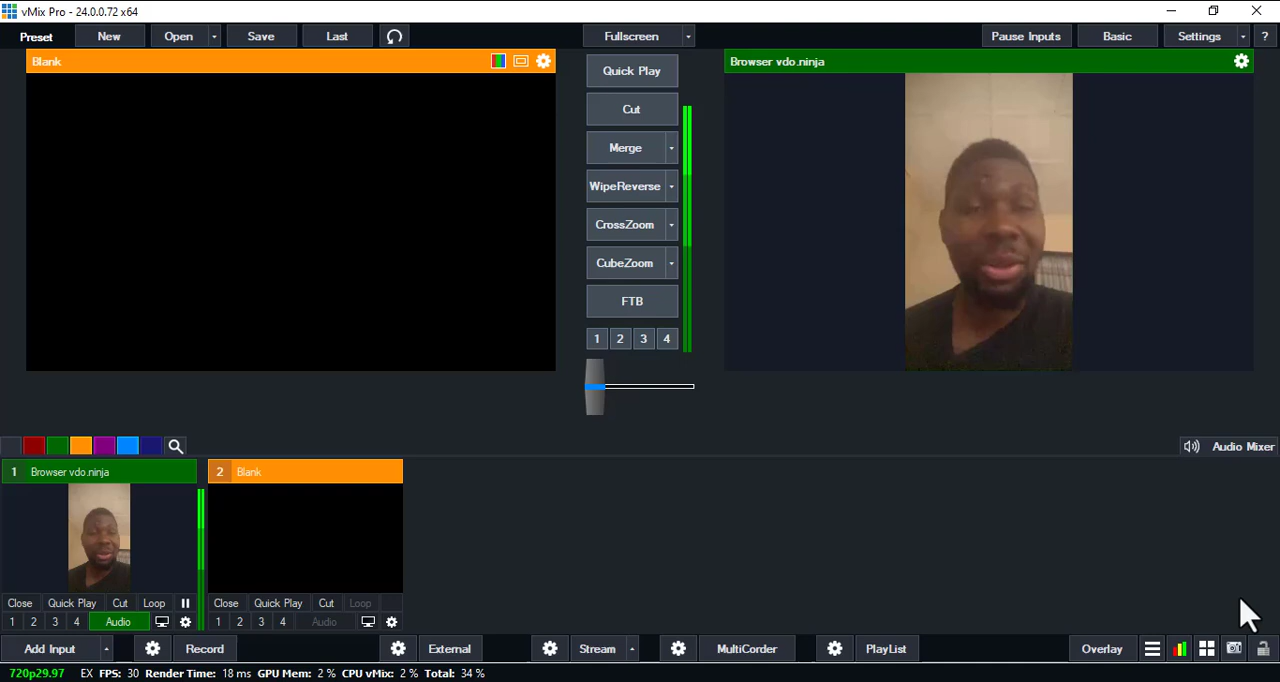 vMix Pro - 24.0.0.72 x64
Preset New Open Save Last Fullscreen Pause Inputs Basic Settings ?
Blank
Browser vdo.ninja
Quick Play
Cut
Merge
WipeReverse
CrossZoom
CubeZoom
FTB
1 2 3 4
Audio Mixer
1 Browser vdo.ninja
2 Blank
Close Quick Play Cut Loop
Close Quick Play Cut Loop
1 2 3 4 Audio
1 2 3 4 Audio
Add Input Record External Stream MultiCorder PlayList Overlay
720p29.97 EX FPS: 30 Render Time: 18 ms GPU Mem: 2 % CPU vMix: 2 % Total: 34 %